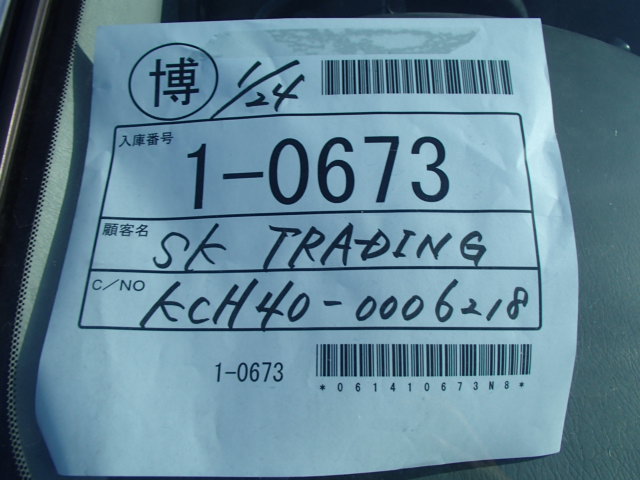 博 1/24
入庫番号
1-0673
顧客名 SK TRADING
C/NO KCH40-0006218
1-0673
*061410673N8*